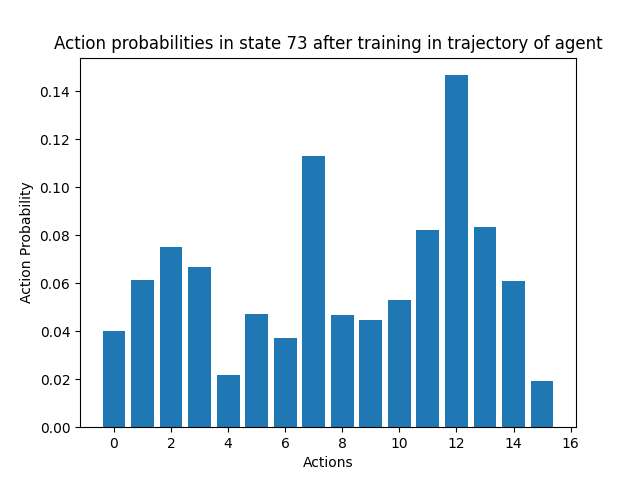 Action probabilities in state 73 after training in trajectory of agent
0.14
0.12
0.10
0.08
0.06
0.04
0.02
0.00
Action Probability
0 2 4 6 8 10 12 14 16
Actions